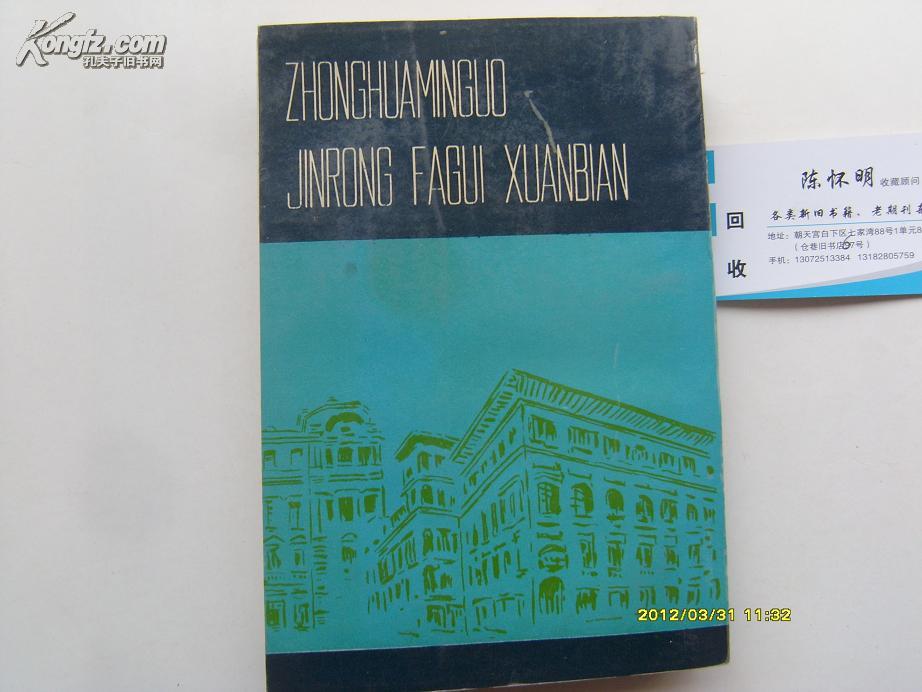 Kongfz.com
孔夫子旧书网
ZHONGHUAMINGUO
JINRONG FAGUI XUANBIAN
陈怀明 收藏顾问
回收
各类新旧书籍、老期刊
地址：朝天宫白下区七家湾88号1单元8
（仓巷旧书店67号）
手机：13072513384 13182805759
2012/03/31 11:32